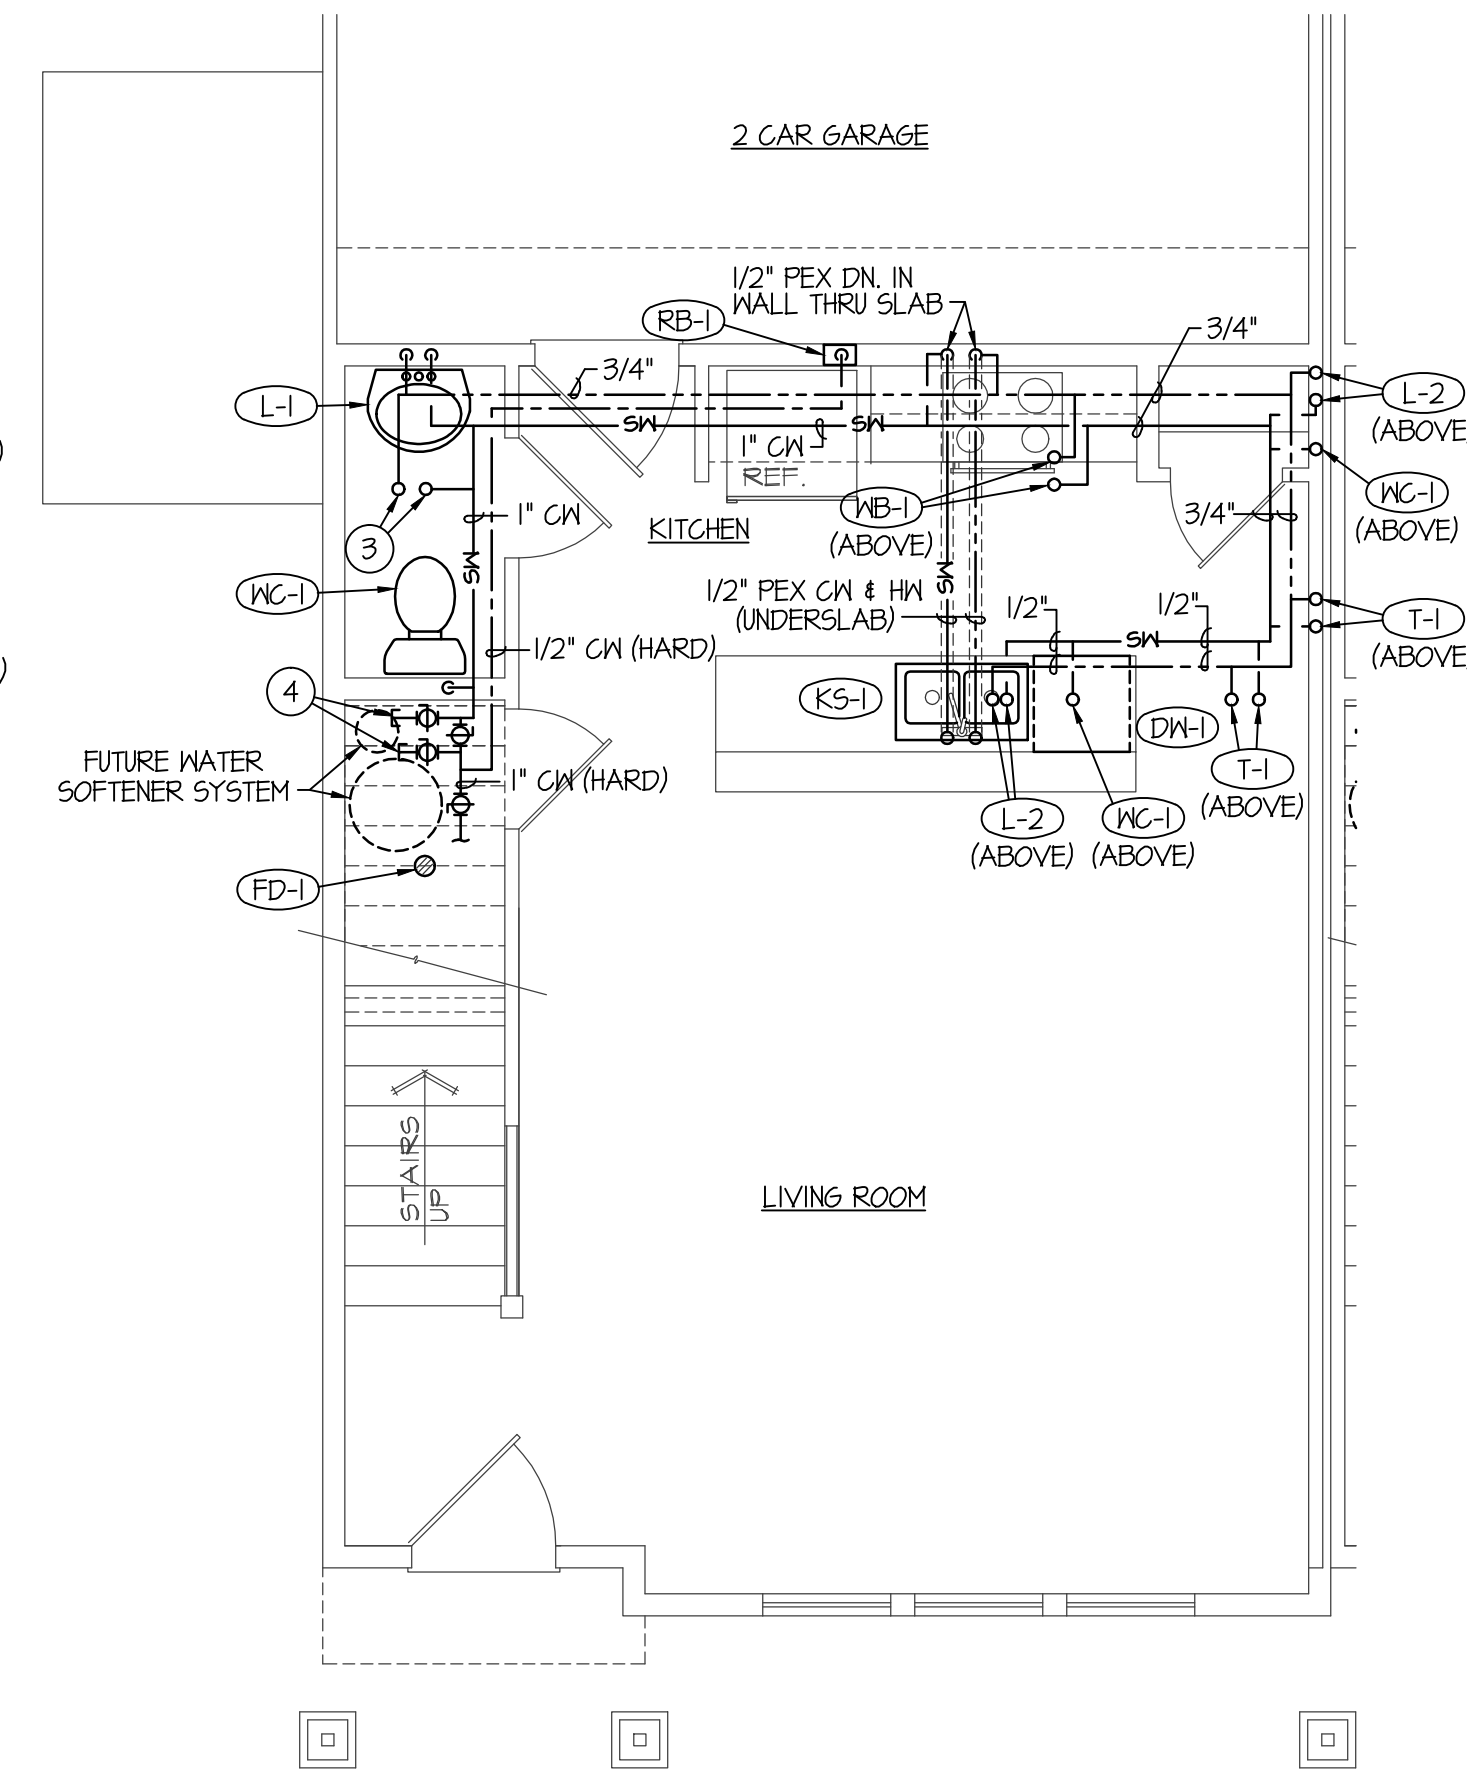 2 CAR GARAGE
1/2" PEX DN. IN
WALL THRU SLAB
RB-1
3/4"
3/4"
L-1
L-2
(ABOVE
SW
SW
1" CW
REF.
WC-1
(ABOVE)
WB-1
(ABOVE)
1" CW
3/4"
KITCHEN
3
SW
SW
WC-1
1/2" PEX CW & HW
(UNDERSLAB)
1/2"
1/2"
T-1
(ABOVE
SW
1/2" CW (HARD)
4
KS-1
DW-1
FUTURE WATER
SOFTENER SYSTEM
1" CW (HARD)
T-1
(ABOVE)
L-2
(ABOVE)
WC-1
(ABOVE)
FD-1
STAIRS
UP
LIVING ROOM